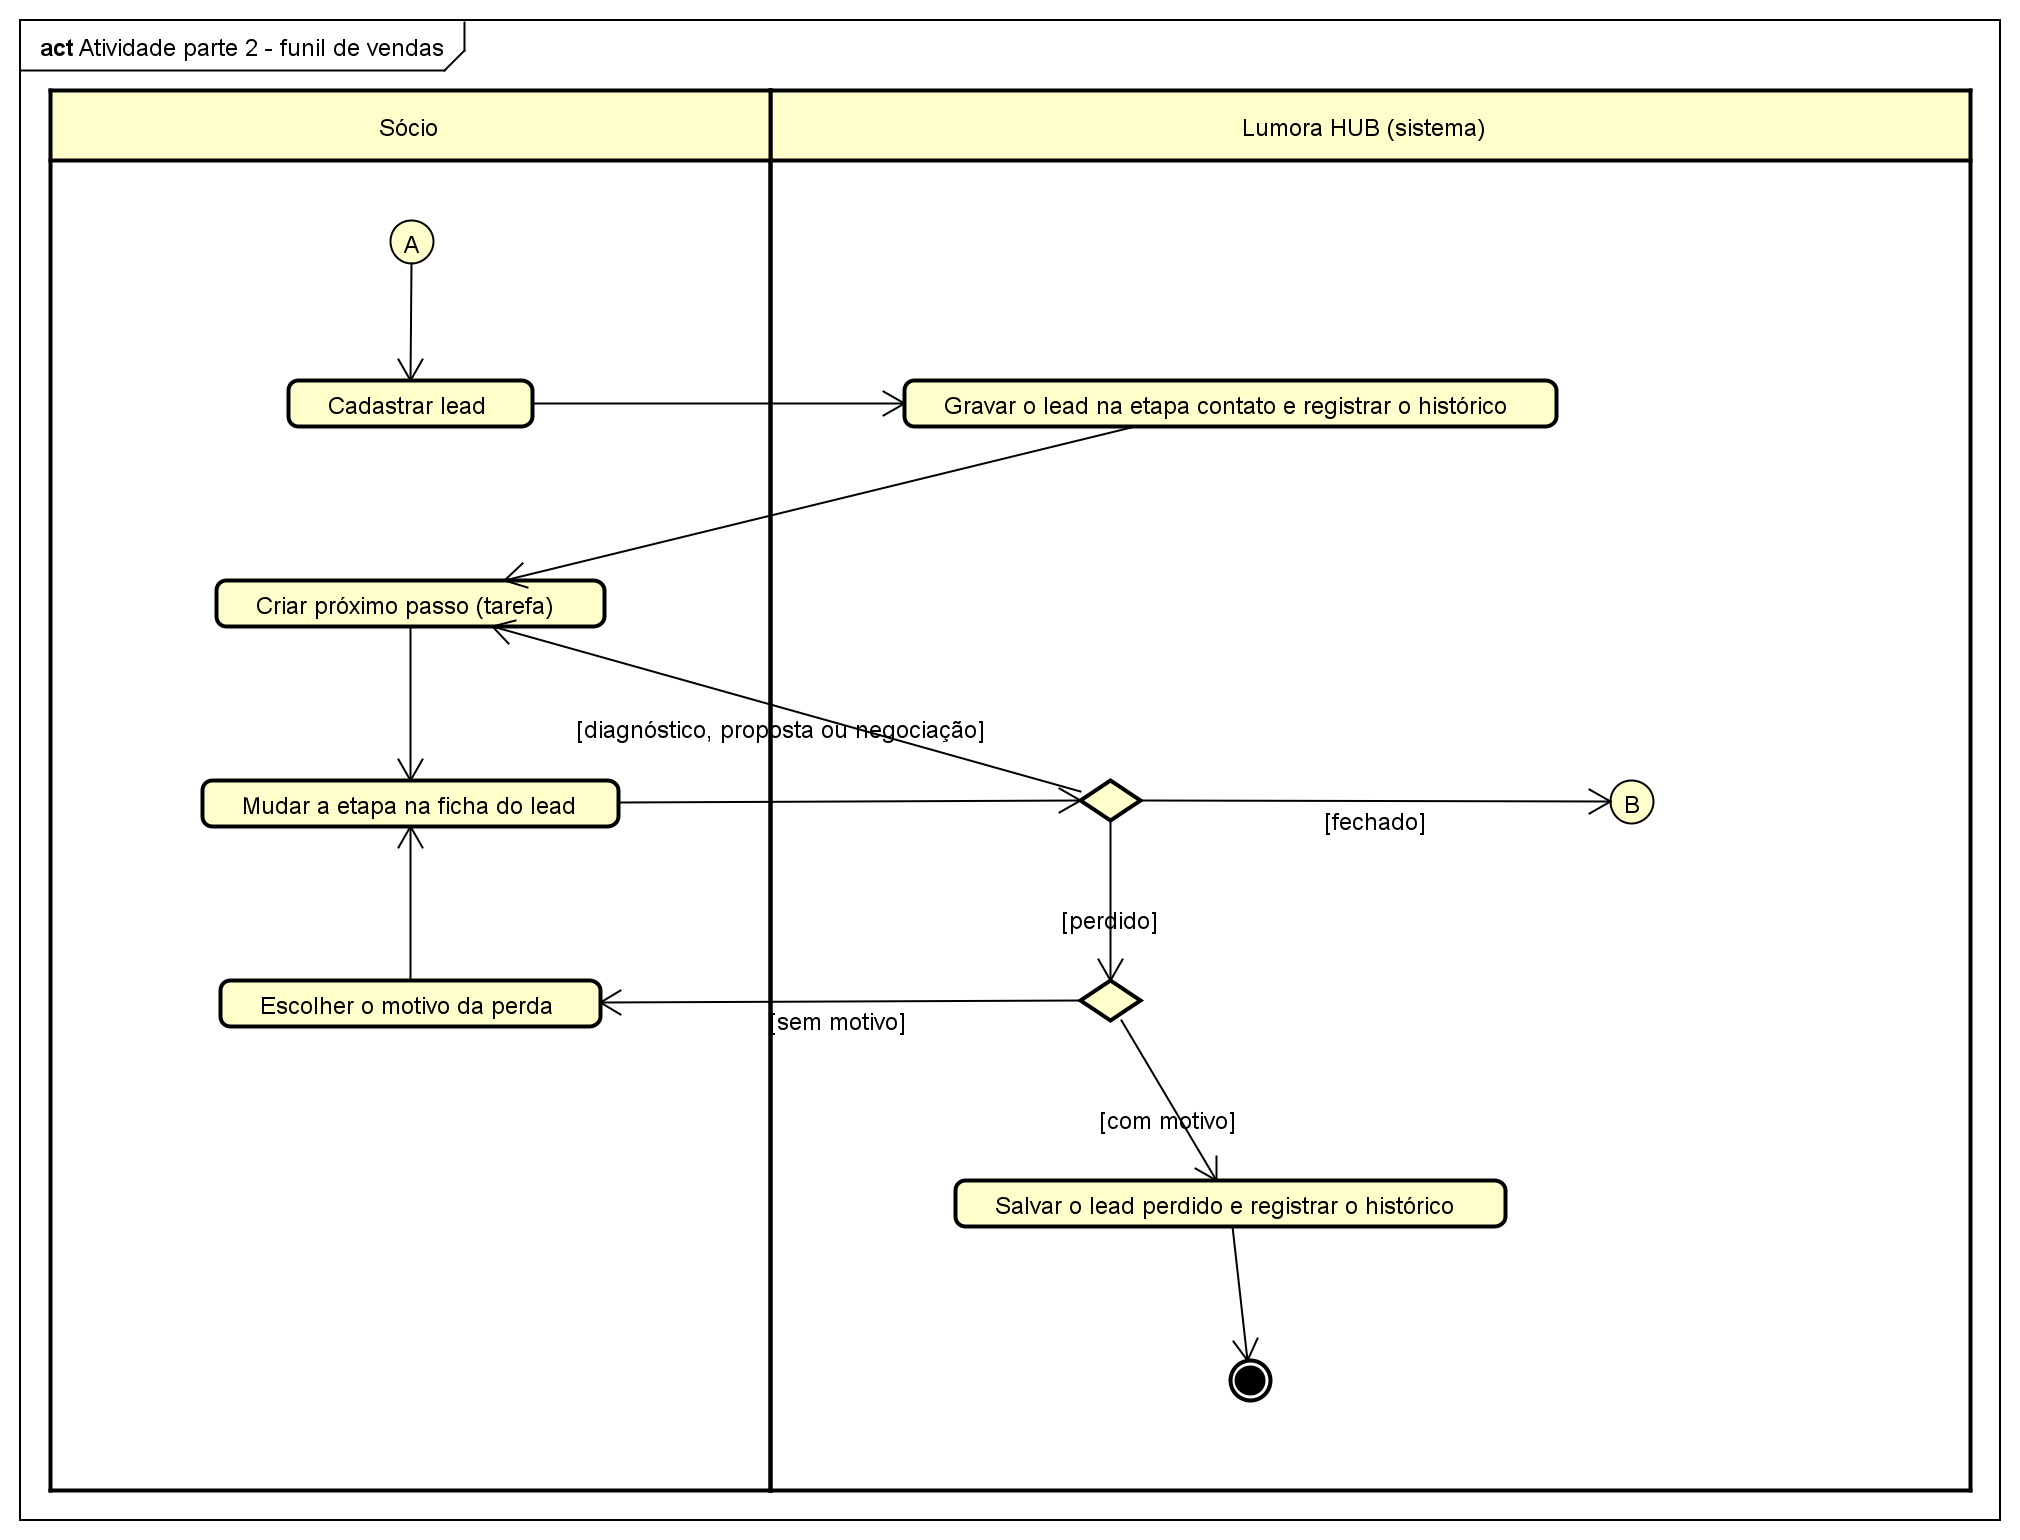 act Atividade parte 2 - funil de vendas
Sócio
Lumora HUB (sistema)
A
Cadastrar lead
Gravar o lead na etapa contato e registrar o histórico
Criar próximo passo (tarefa)
[diagnóstico, proposta ou negociação]
Mudar a etapa na ficha do lead
B
[fechado]
[perdido]
Escolher o motivo da perda
[sem motivo]
[com motivo]
Salvar o lead perdido e registrar o histórico